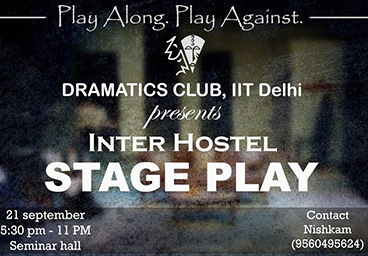 Play Along. Play Against.
DRAMATICS CLUB, IIT Delhi
presents
INTER HOSTEL
STAGE PLAY
21 september
5:30 pm - 11 PM
Seminar hall
Contact
Nishkam
(9560495624)